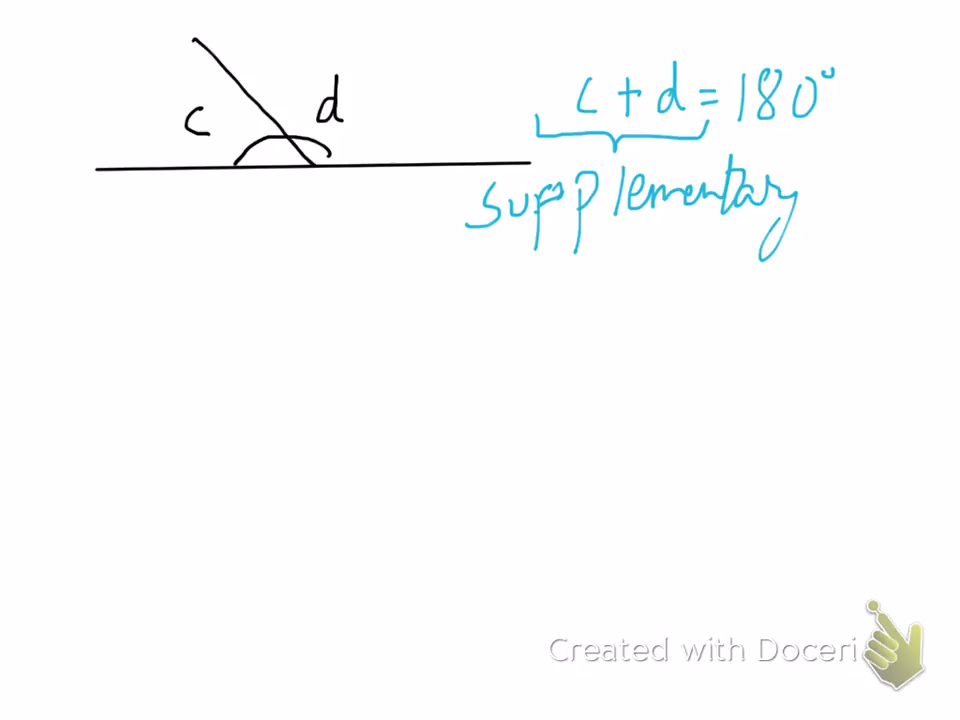 c d c + d = 180°
supplementary
Created with Doceri